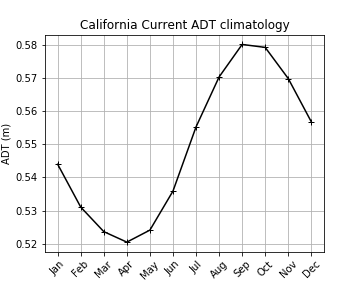 California Current ADT climatology
0.58
0.57
0.56
0.55
0.54
0.53
0.52
ADT (m)
Jan
Feb
Mar
Apr
May
Jun
Jul
Aug
Sep
Oct
Nov
Dec